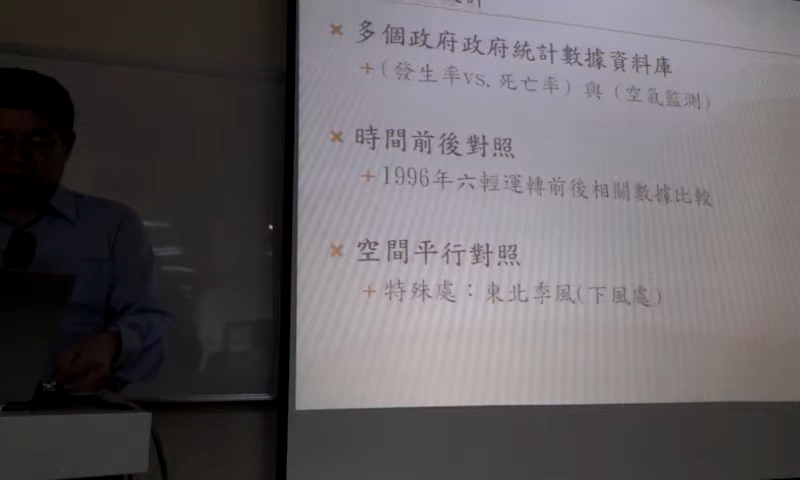 × 多個政府政府統計數據資料庫
+(發生率vs.死亡率)與(空氣監測)
× 時間前後對照
+1996年六輕運轉前後相關數據比較
× 空間平行對照
+特殊處：東北季風(下風處)